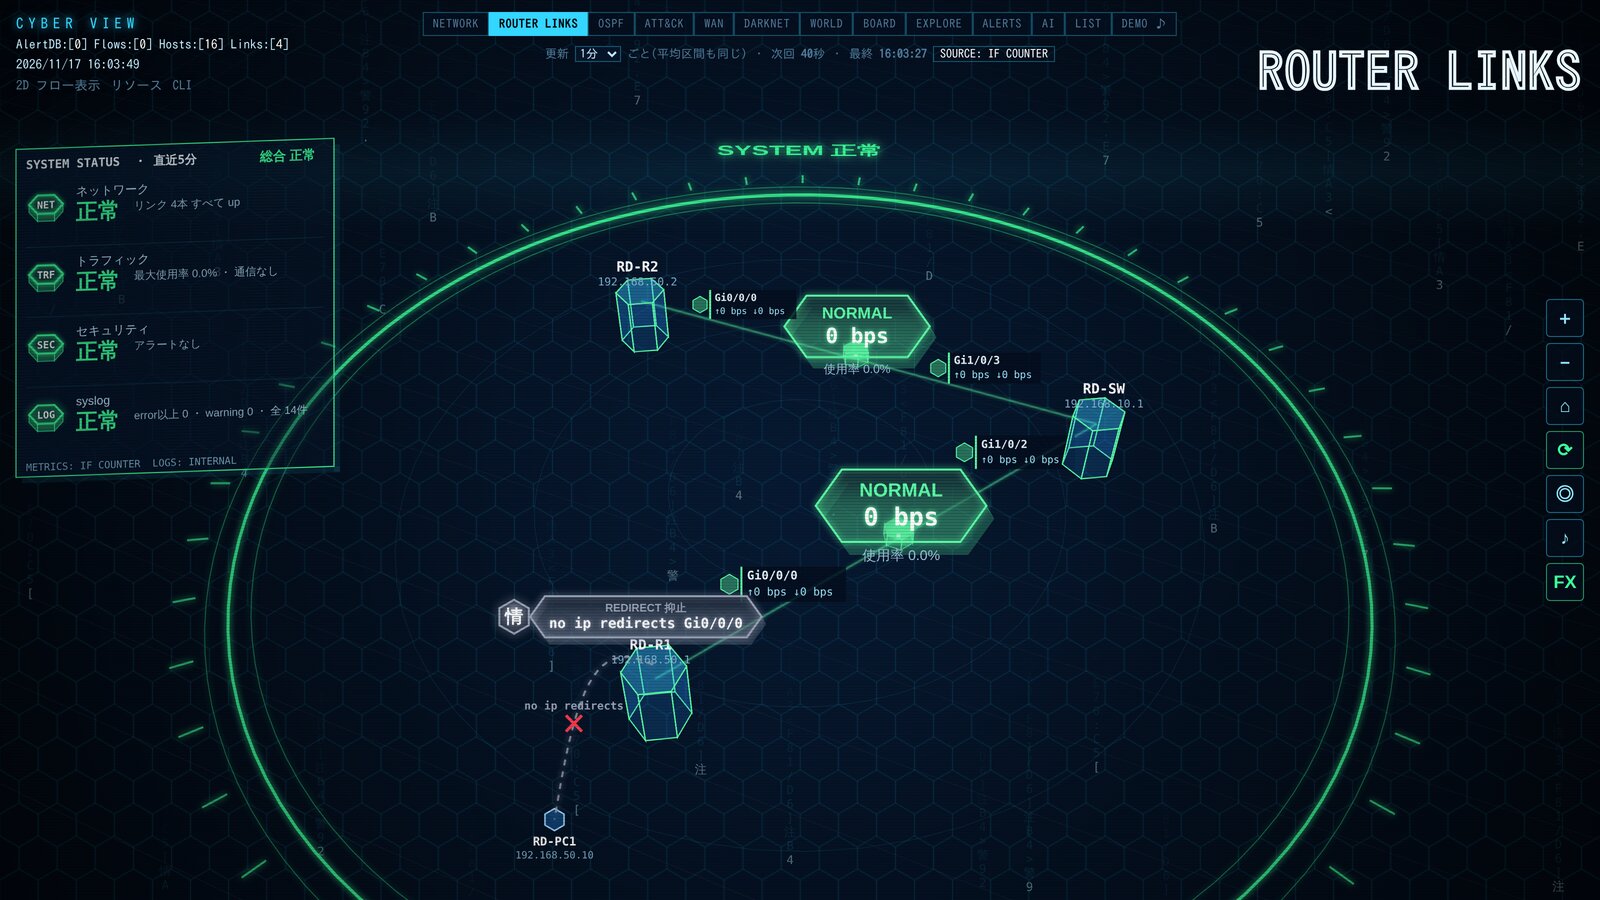 CYBER VIEW
AlertDB:[0] Flows:[0] Hosts:[16] Links:[4]
2026/11/17 16:03:49
2D フロー表示 リソース CLI
NETWORK ROUTER LINKS OSPF ATT&CK WAN DARKNET WORLD BOARD EXPLORE ALERTS AI LIST DEMO ♪
更新 1分 ごと(平均区間も同じ) ・ 次回 40秒 ・ 最終 16:03:27 SOURCE: IF COUNTER
ROUTER LINKS
SYSTEM STATUS ・ 直近5分 総合 正常
NET ネットワーク
正常 リンク 4本 すべて up
TRF トラフィック
正常 最大使用率 0.0% ・ 通信なし
SEC セキュリティ
正常 アラートなし
LOG syslog
正常 error以上 0 ・ warning 0 ・ 全 14件
METRICS: IF COUNTER LOGS: INTERNAL
SYSTEM 正常
RD-R2
192.168.50.2
Gi0/0/0
↑0 bps ↓0 bps
NORMAL
0 bps
使用率 0.0%
Gi1/0/3
↑0 bps ↓0 bps
RD-SW
192.168.10.1
Gi1/0/2
↑0 bps ↓0 bps
NORMAL
0 bps
使用率 0.0%
Gi0/0/0
↑0 bps ↓0 bps
情 REDIRECT 抑止
no ip redirects Gi0/0/0
RD-R1
192.168.50.1
no ip redirects
RD-PC1
192.168.50.10
+
−
⌂
⟳
◎
♪
FX